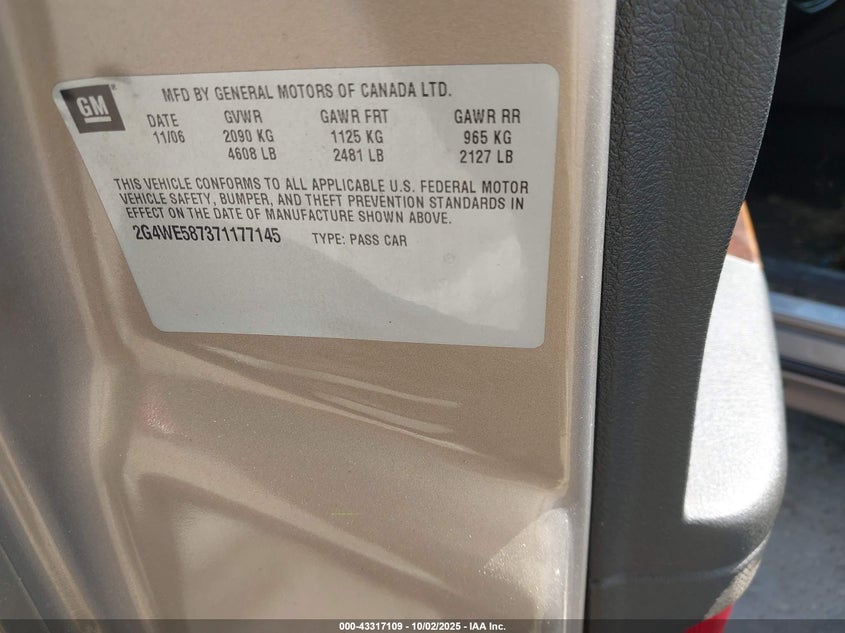 GM
MFD BY GENERAL MOTORS OF CANADA LTD.
DATE GVWR GAWR FRT GAWR RR
11/06 2090 KG 1125 KG 965 KG
4608 LB 2481 LB 2127 LB
THIS VEHICLE CONFORMS TO ALL APPLICABLE U.S. FEDERAL MOTOR
VEHICLE SAFETY, BUMPER, AND THEFT PREVENTION STANDARDS IN
EFFECT ON THE DATE OF MANUFACTURE SHOWN ABOVE.
2G4WE587371177145 TYPE: PASS CAR
000-43317109 - 10/02/2025 - IAA Inc.